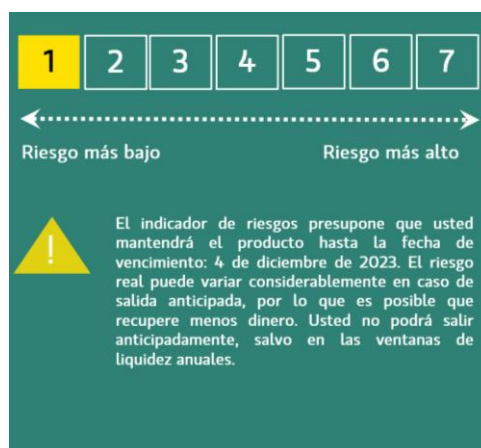 1 2 3 4 5 6 7
Riesgo más bajo Riesgo más alto
!
El indicador de riesgos presupone que usted
mantendrá el producto hasta la fecha de
vencimiento: 4 de diciembre de 2023. El riesgo
real puede variar considerablemente en caso de
salida anticipada, por lo que es posible que
recupere menos dinero. Usted no podrá salir
anticipadamente, salvo en las ventanas de
liquidez anuales.